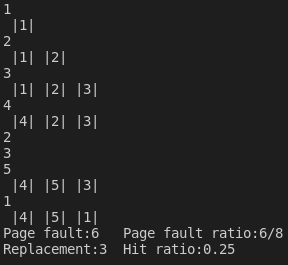 1
 |1|
2
 |1| |2|
3
 |1| |2| |3|
4
 |4| |2| |3|
2
3
5
 |4| |5| |3|
1
 |4| |5| |1|
Page fault:6   Page fault ratio:6/8
Replacement:3  Hit ratio:0.25